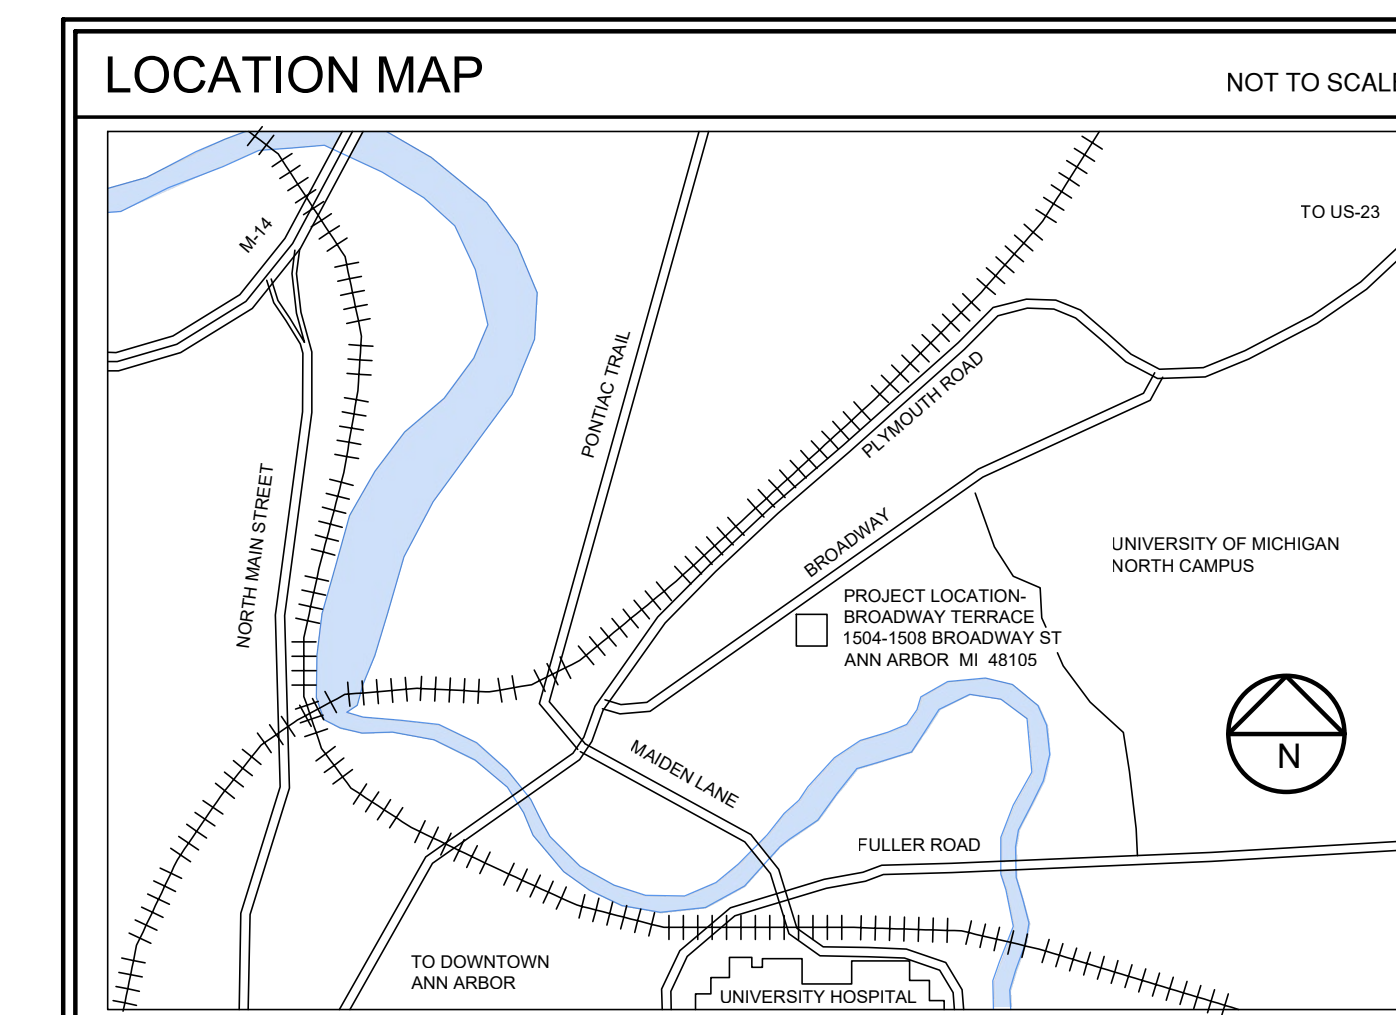 LOCATION MAP
NOT TO SCALE
TO US-23
M-14
PONTIAC TRAIL
PLYMOUTH ROAD
NORTH MAIN STREET
BROADWAY
UNIVERSITY OF MICHIGAN
NORTH CAMPUS
PROJECT LOCATION-
BROADWAY TERRACE
1504-1508 BROADWAY ST
ANN ARBOR MI 48105
N
MAIDEN LANE
FULLER ROAD
TO DOWNTOWN
ANN ARBOR
UNIVERSITY HOSPITAL